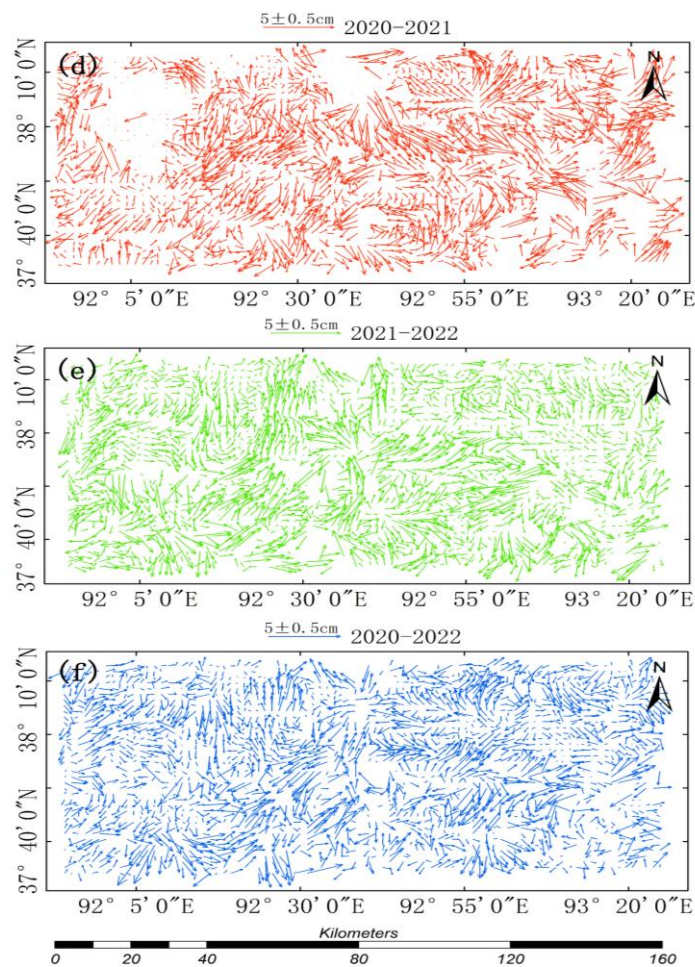 5±0.5cm 2020-2021
(d)
N
38° 10′0″N
37° 40′0″N
92° 5′0″E 92° 30′0″E 92° 55′0″E 93° 20′0″E
5±0.5cm 2021-2022
(e)
N
38° 10′0″N
37° 40′0″N
92° 5′0″E 92° 30′0″E 92° 55′0″E 93° 20′0″E
5±0.5cm 2020-2022
(f)
N
38° 10′0″N
37° 40′0″N
92° 5′0″E 92° 30′0″E 92° 55′0″E 93° 20′0″E
Kilometers
0 10 20 30 40 80 120 160